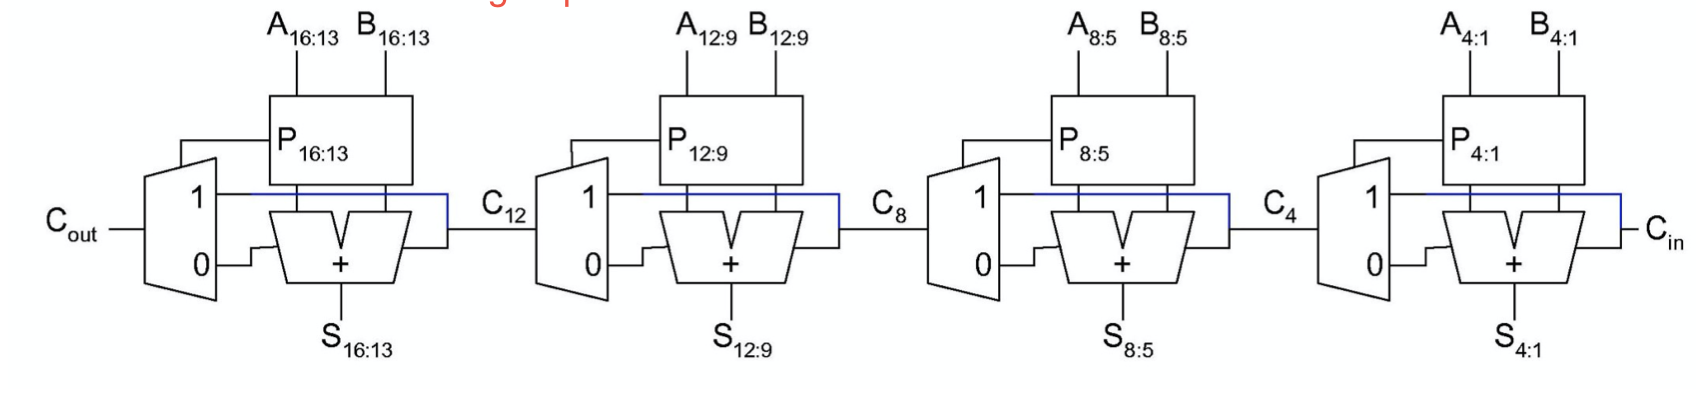 A16:13 B16:13 A12:9 B12:9 A8:5 B8:5 A4:1 B4:1
P16:13 P12:9 P8:5 P4:1
1 1 1 1
Cout C12 C8 C4 Cin
0 + 0 + 0 + 0 +
S16:13 S12:9 S8:5 S4:1